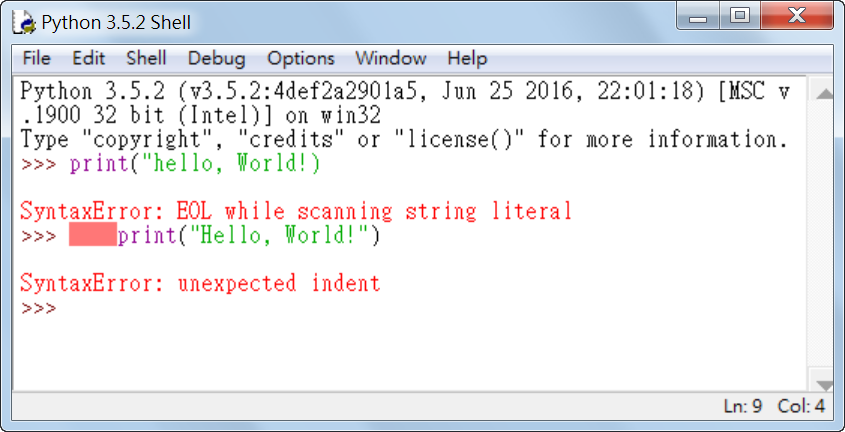 Python 3.5.2 Shell
File Edit Shell Debug Options Window Help
Python 3.5.2 (v3.5.2:4def2a2901a5, Jun 25 2016, 22:01:18) [MSC v
.1900 32 bit (Intel)] on win32
Type "copyright", "credits" or "license()" for more information.
>>> print("hello, World!)
SyntaxError: EOL while scanning string literal
>>>     print("Hello, World!")
SyntaxError: unexpected indent
>>>
Ln: 9 Col: 4